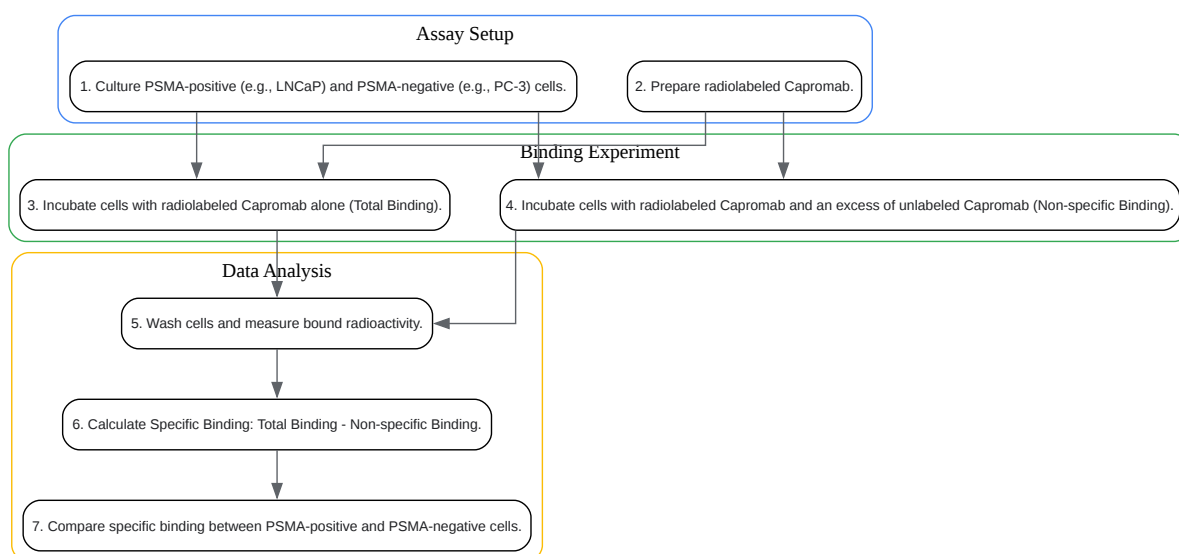 Assay Setup
1. Culture PSMA-positive (e.g., LNCaP) and PSMA-negative (e.g., PC-3) cells.
2. Prepare radiolabeled Capromab.
Binding Experiment
3. Incubate cells with radiolabeled Capromab alone (Total Binding).
4. Incubate cells with radiolabeled Capromab and an excess of unlabeled Capromab (Non-specific Binding).
Data Analysis
5. Wash cells and measure bound radioactivity.
6. Calculate Specific Binding: Total Binding - Non-specific Binding.
7. Compare specific binding between PSMA-positive and PSMA-negative cells.